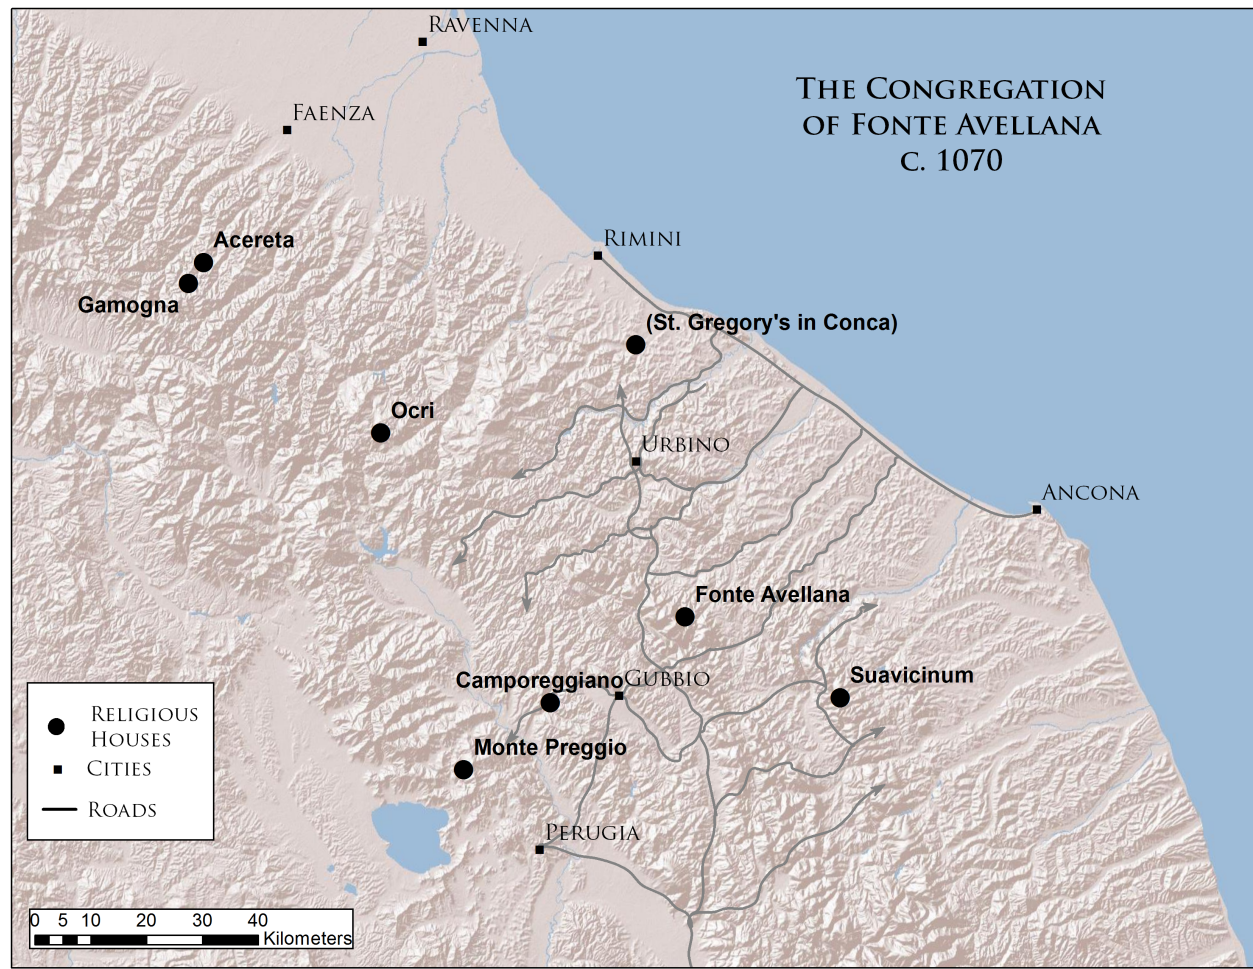 Ravenna
The Congregation
of Fonte Avellana
c. 1070
Faenza
Acereta
Rimini
Gamogna
(St. Gregory's in Conca)
Ocri
Urbino
Ancona
Fonte Avellana
Camporeggiano
Gubbio
Suavicinum
Monte Preggio
Perugia
Religious
Houses
Cities
Roads
0 5 10 20 30 40
Kilometers